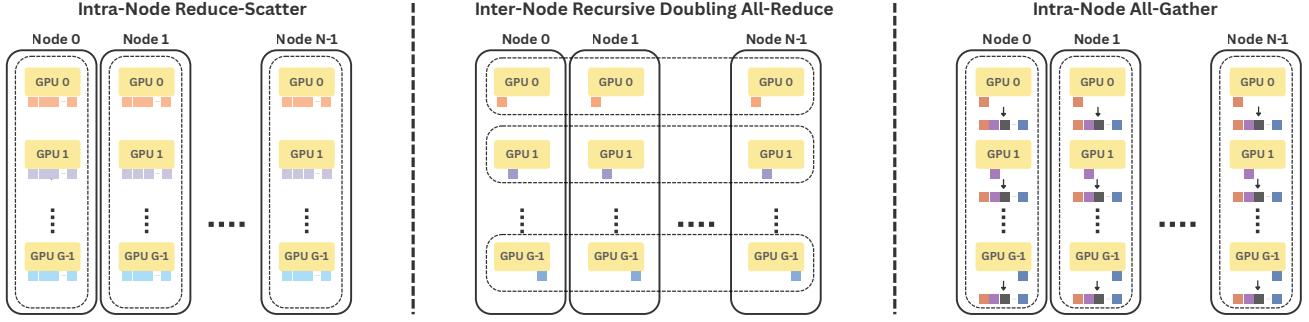 Intra-Node Reduce-Scatter
Node 0 Node 1 Node N-1
GPU 0 GPU 0 GPU 0
GPU 1 GPU 1 GPU 1
GPU G-1 GPU G-1 GPU G-1
Inter-Node Recursive Doubling All-Reduce
Node 0 Node 1 Node N-1
GPU 0 GPU 0 GPU 0
GPU 1 GPU 1 GPU 1
GPU G-1 GPU G-1 GPU G-1
Intra-Node All-Gather
Node 0 Node 1 Node N-1
GPU 0 GPU 0 GPU 0
GPU 1 GPU 1 GPU 1
GPU G-1 GPU G-1 GPU G-1